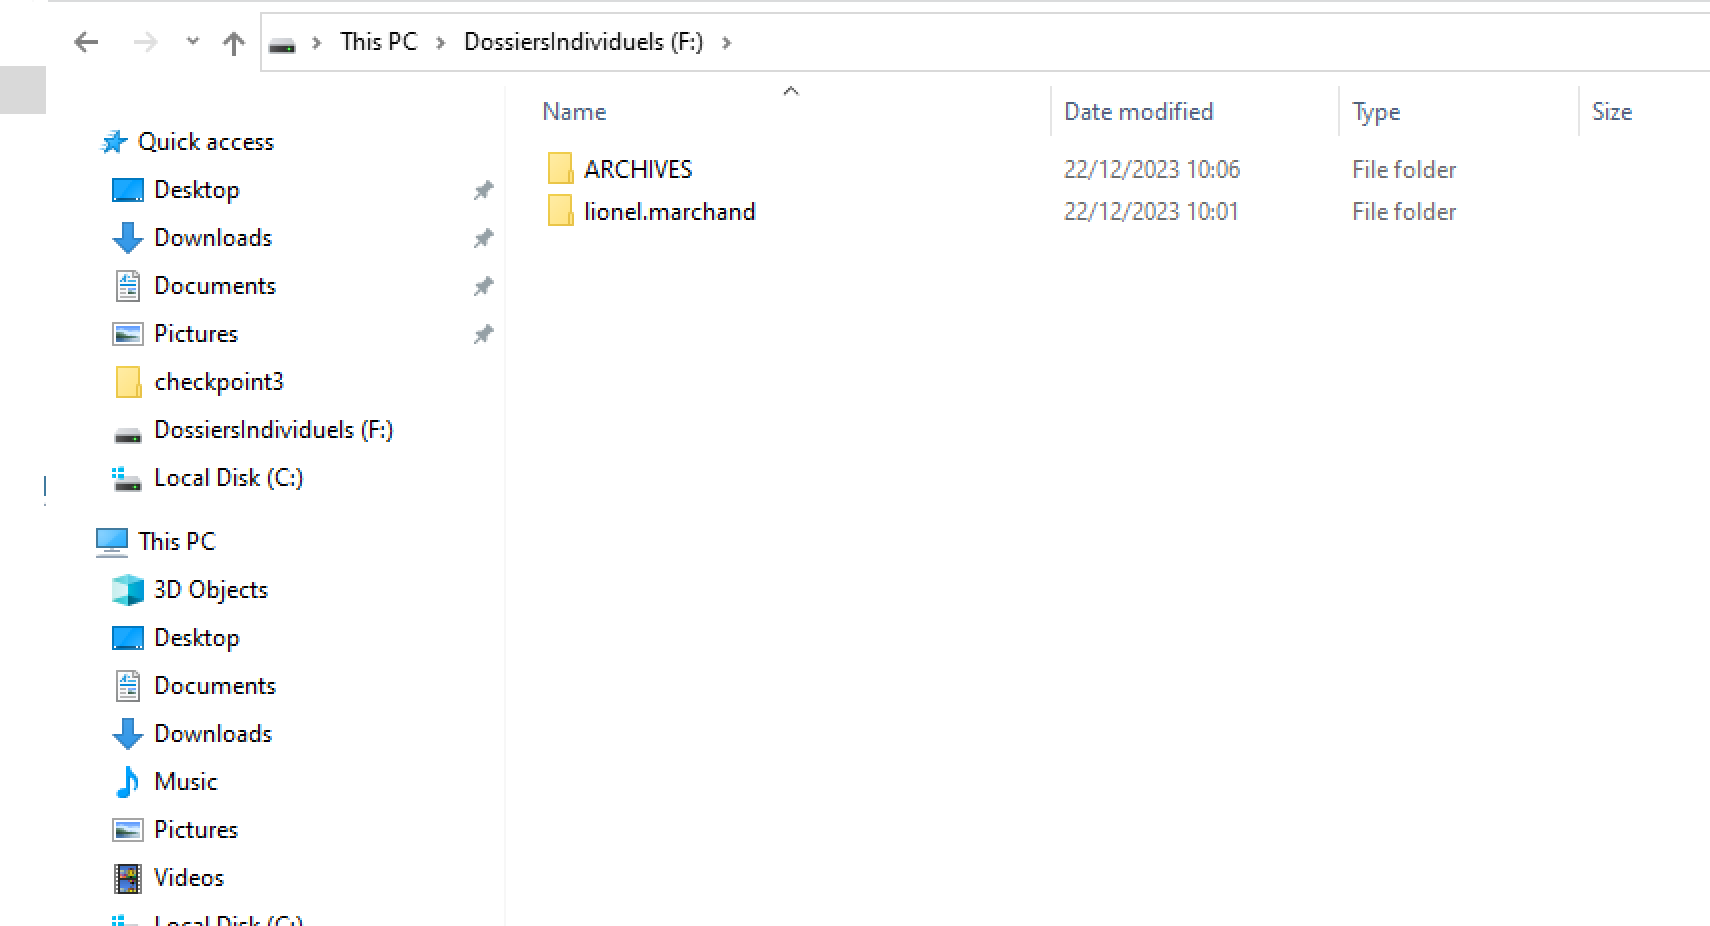 This PC > DossiersIndividuels (F:) >
Name Date modified Type Size
ARCHIVES 22/12/2023 10:06 File folder
lionel.marchand 22/12/2023 10:01 File folder
Quick access
Desktop
Downloads
Documents
Pictures
checkpoint3
DossiersIndividuels (F:)
Local Disk (C:)
This PC
3D Objects
Desktop
Documents
Downloads
Music
Pictures
Videos
Local Disk (C:)